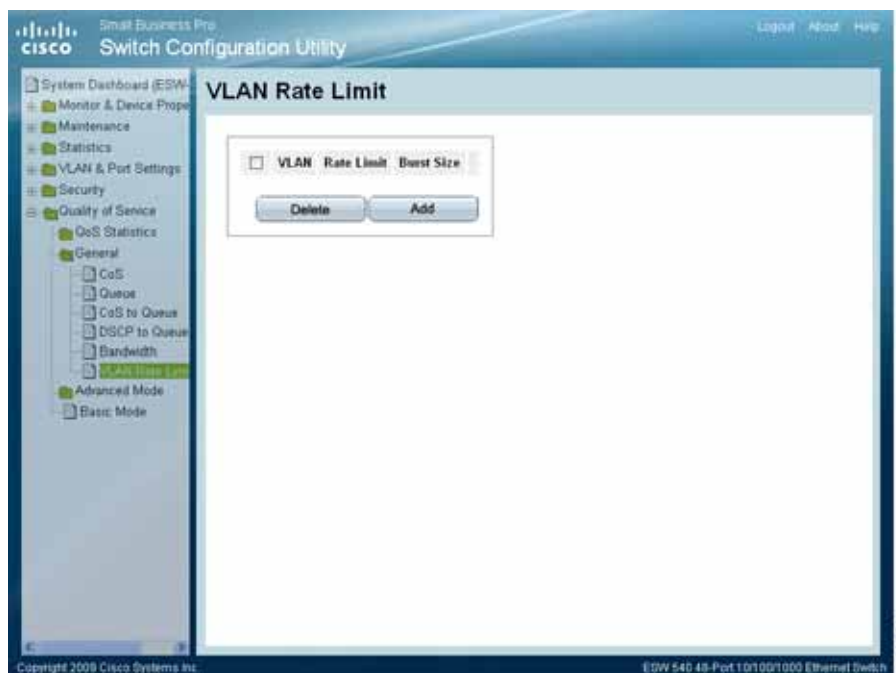 Small Business Pro
Logout About Help
cisco Switch Configuration Utility
System Dashboard (ESW-
Monitor & Device Prope
Maintenance
Statistics
VLAN & Port Settings
Security
Quality of Service
QoS Statistics
General
CoS
Queue
CoS to Queue
DSCP to Queue
Bandwidth
VLAN Rate Lim
Advanced Mode
Basic Mode
VLAN Rate Limit
VLAN Rate Limit Burst Size
Delete Add
Copyright 2009 Cisco Systems Inc.
ESW 540 48-Port 10/100/1000 Ethernet Switch